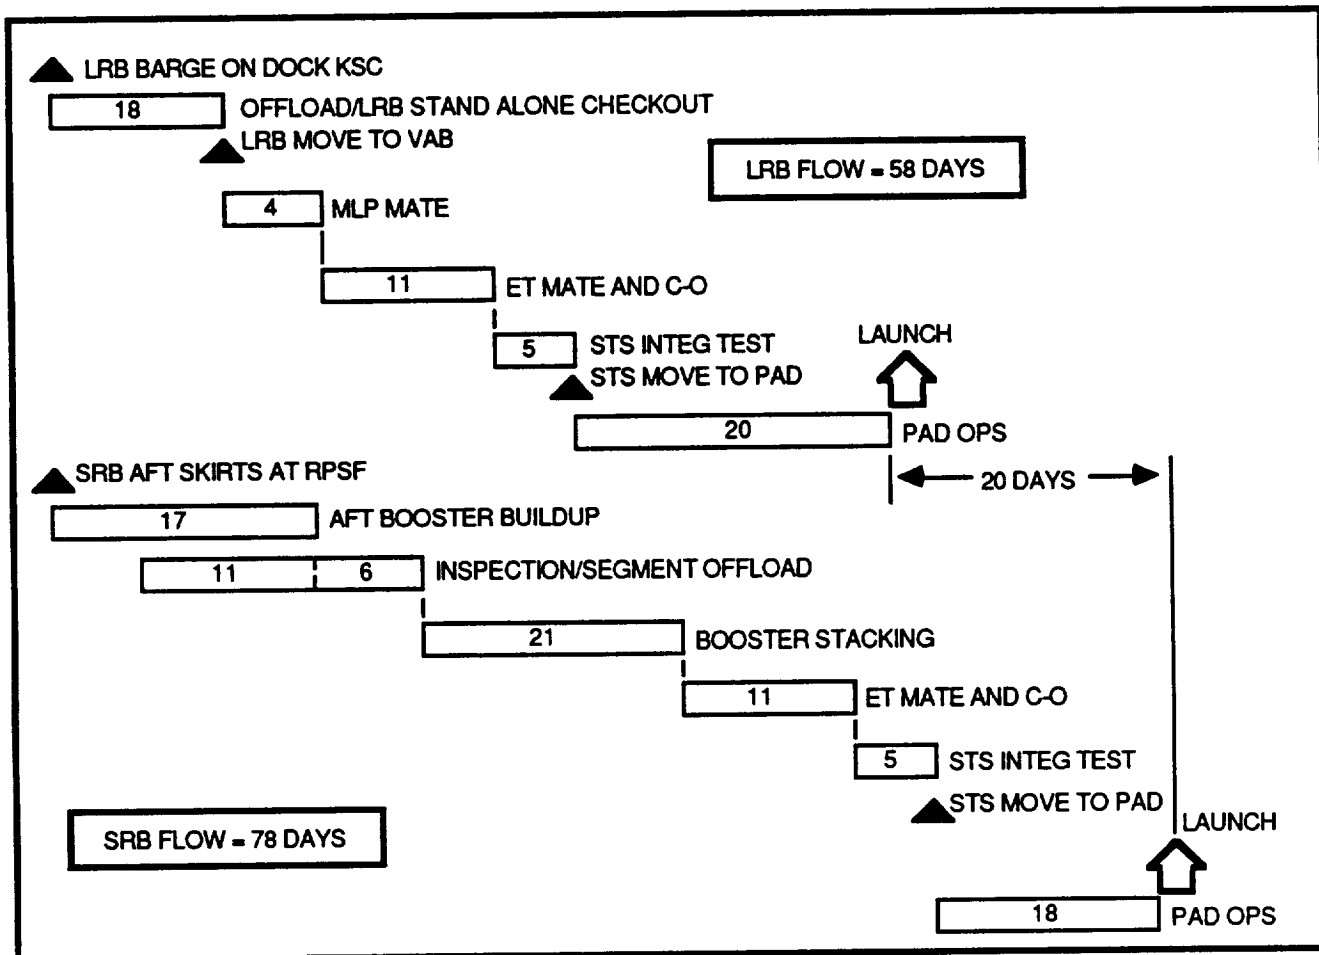 LRB BARGE ON DOCK KSC
18 OFFLOAD/LRB STAND ALONE CHECKOUT
LRB MOVE TO VAB
LRB FLOW = 58 DAYS
4 MLP MATE
11 ET MATE AND C-O
5 STS INTEG TEST
LAUNCH
STS MOVE TO PAD
20 PAD OPS
SRB AFT SKIRTS AT RPSF
20 DAYS
17 AFT BOOSTER BUILDUP
11 6 INSPECTION/SEGMENT OFFLOAD
21 BOOSTER STACKING
11 ET MATE AND C-O
5 STS INTEG TEST
STS MOVE TO PAD
LAUNCH
SRB FLOW = 78 DAYS
18 PAD OPS